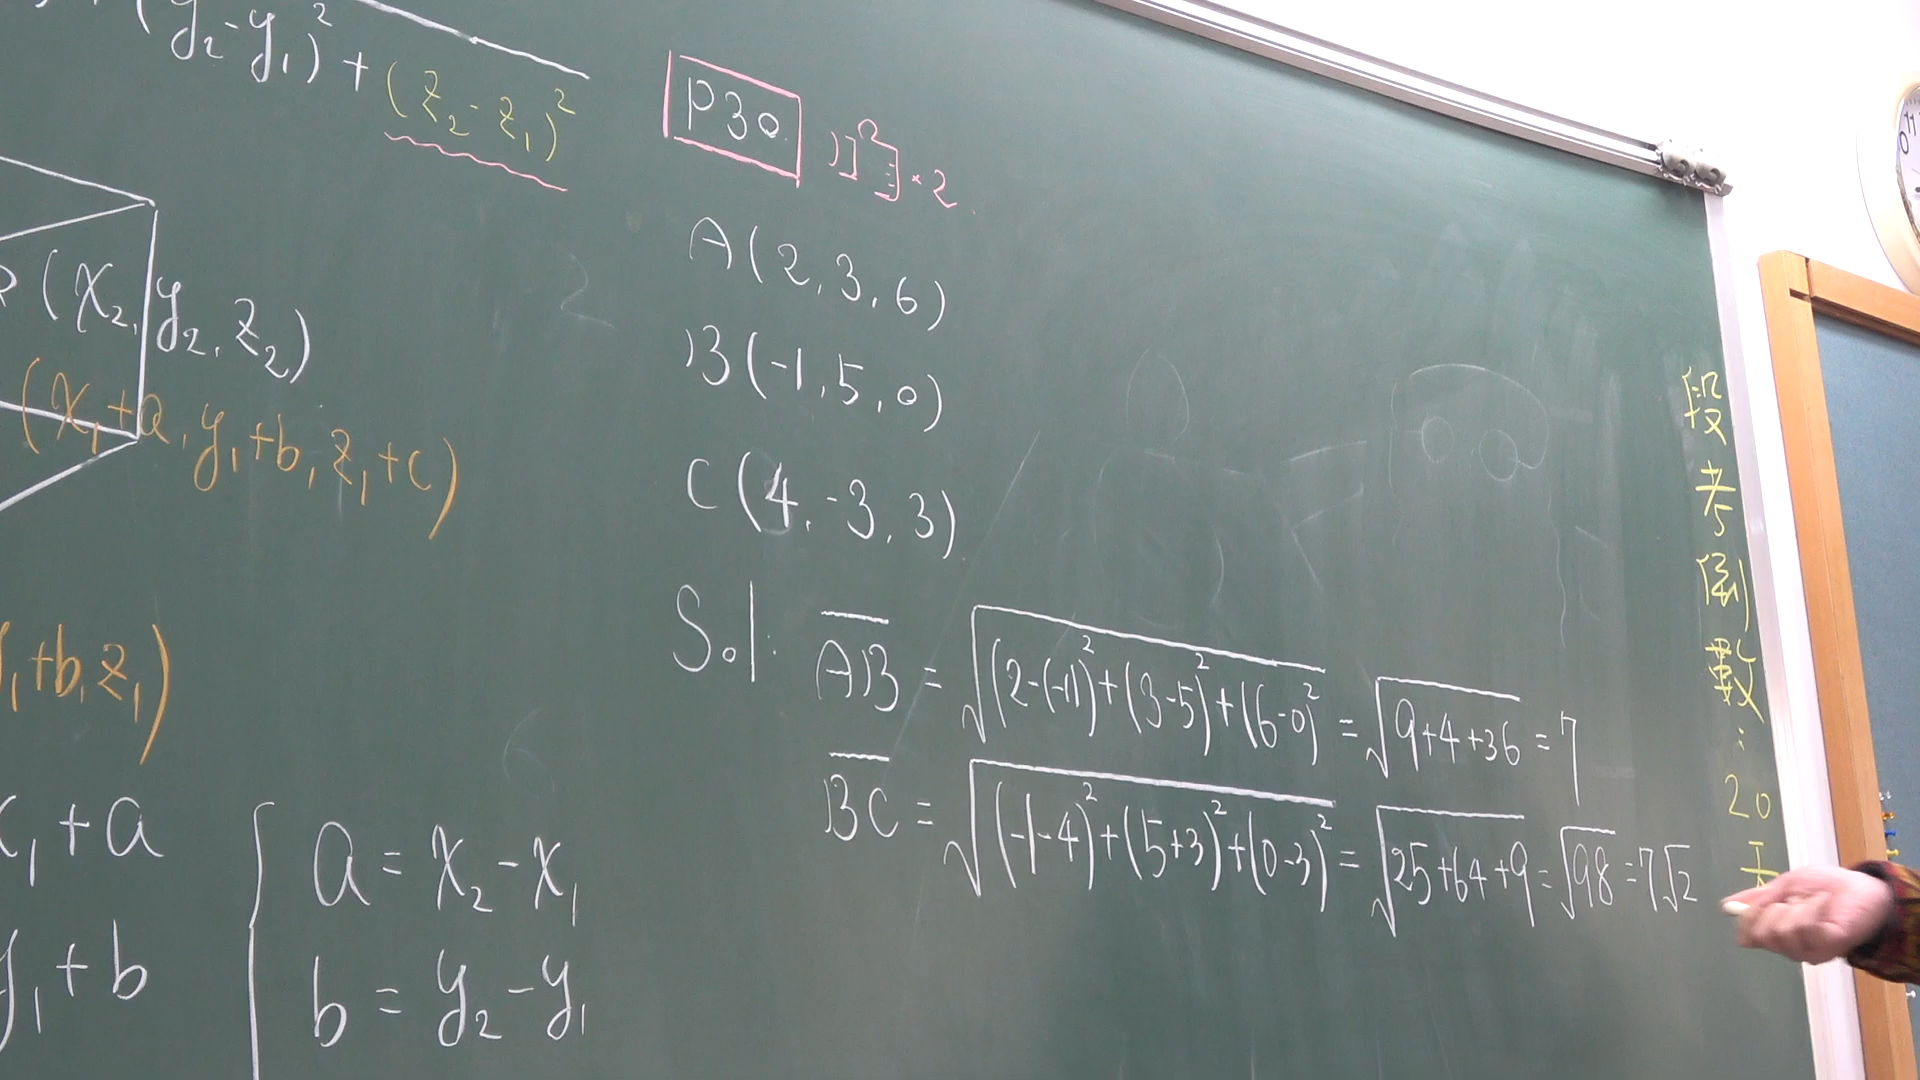 (y₂-y₁)²+(z₂-z₁)²
(x₂, y₂, z₂)
(x₁+a, y₁+b, z₁+c)
₁+b, z₁)
x₁+a
y₁+b
a=x₂-x₁
b=y₂-y₁
P30
A(2, 3, 6)
B(-1, 5, 0)
C(4, -3, 3)
Sol: AB=√((2-(-1))²+(3-5)²+(6-0)²)=√(9+4+36)=7
BC=√((-1-4)²+(5+3)²+(0-3)²)=√(25+64+9)=√98=7√2
段考倒數:20天
11